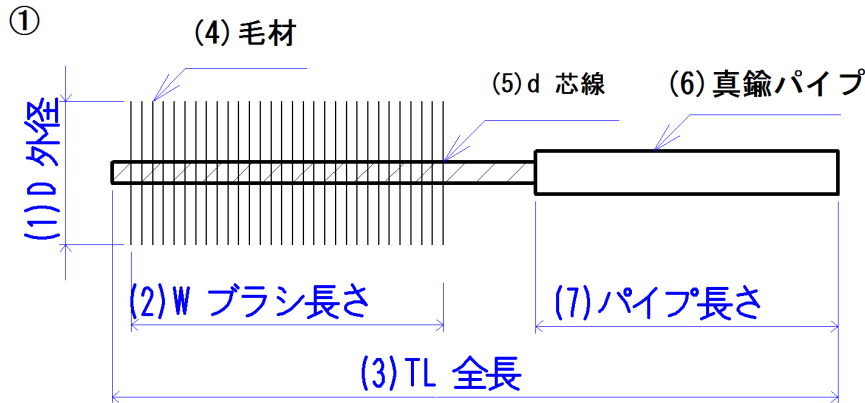 ①
(4)毛材
(5)d 芯線
(6)真鍮パイプ
(1)D 外径
(2)W ブラシ長さ
(7)パイプ長さ
(3)TL 全長